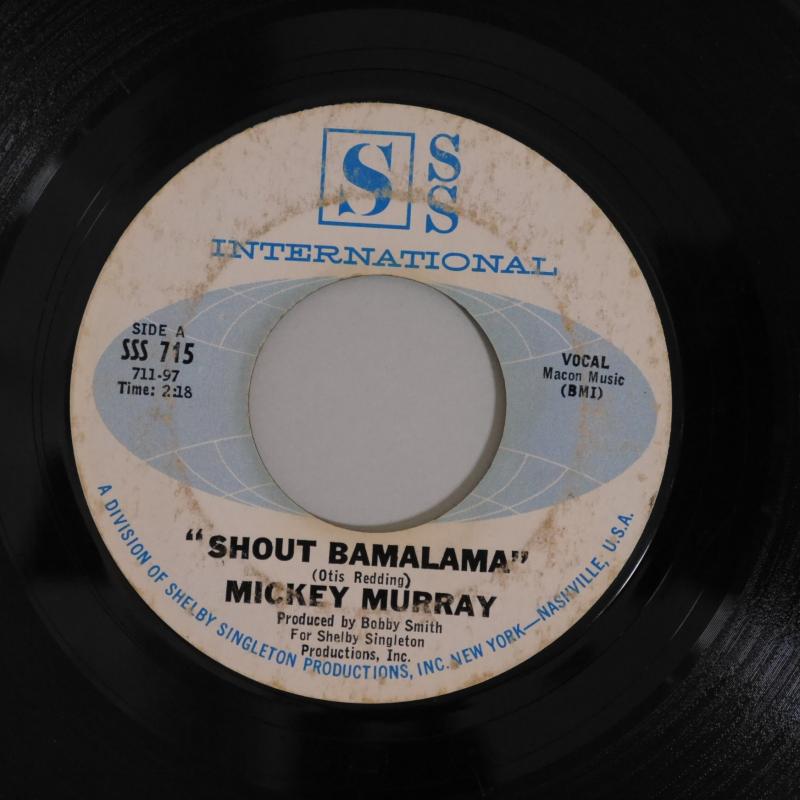 S S
S
INTERNATIONAL
SIDE A
SSS 715
711-97
Time: 2:18
VOCAL
Macon Music
(BMI)
"SHOUT BAMALAMA"
(Otis Redding)
MICKEY MURRAY
Produced by Bobby Smith
For Shelby Singleton
Productions, Inc.
A DIVISION OF SHELBY SINGLETON PRODUCTIONS, INC. NEW YORK—NASHVILLE, U.S.A.